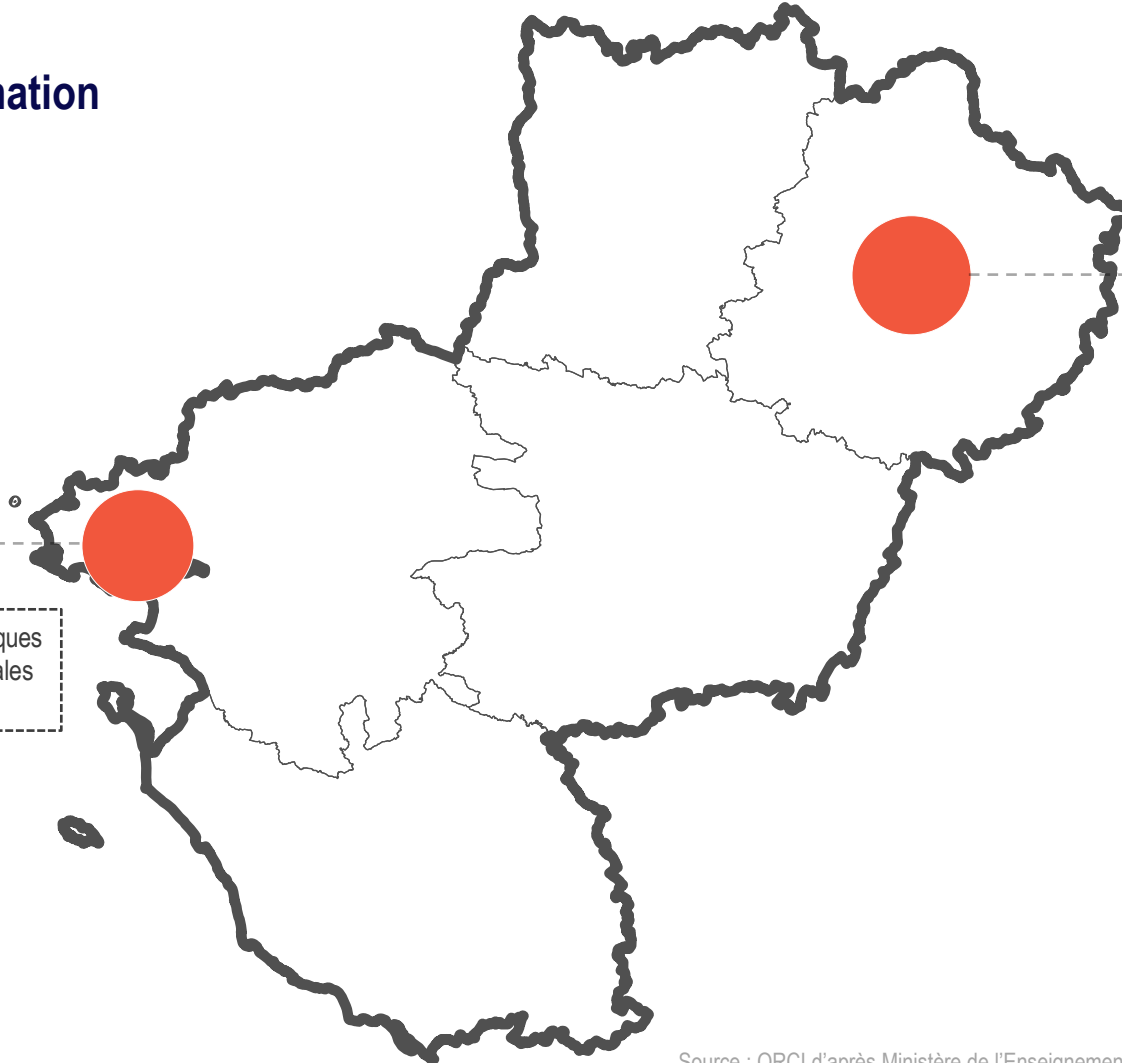 nation
ques
ales
Source : ORCI d'après Ministère de l'Enseignemen